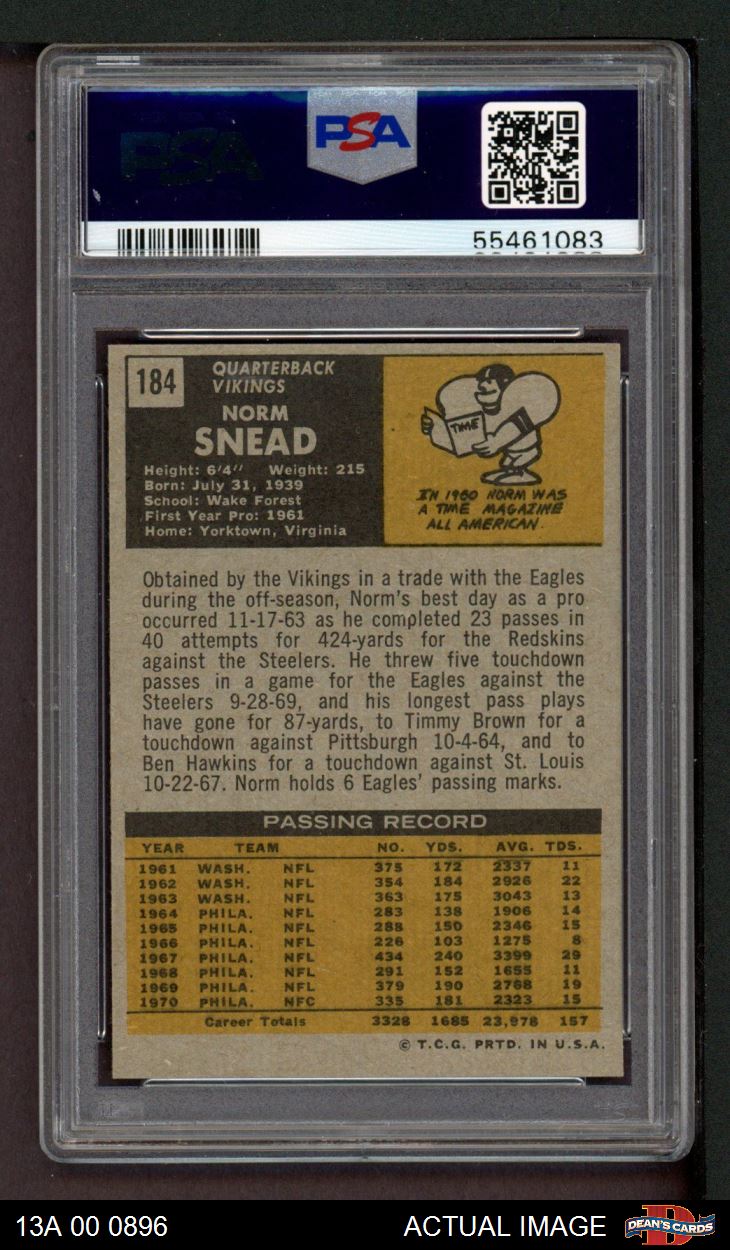 PSA
PSA
55461083
184
QUARTERBACK
VIKINGS
NORM
SNEAD
Height: 6'4" Weight: 215
Born: July 31, 1939
School: Wake Forest
First Year Pro: 1961
Home: Yorktown, Virginia
TIME
IN 1960 NORM WAS
A TIME MAGAZINE
ALL AMERICAN.
Obtained by the Vikings in a trade with the Eagles
during the off-season, Norm's best day as a pro
occurred 11-17-63 as he completed 23 passes in
40 attempts for 424-yards for the Redskins
against the Steelers. He threw five touchdown
passes in a game for the Eagles against the
Steelers 9-28-69, and his longest pass plays
have gone for 87-yards, to Timmy Brown for a
touchdown against Pittsburgh 10-4-64, and to
Ben Hawkins for a touchdown against St. Louis
10-22-67. Norm holds 6 Eagles' passing marks.
PASSING RECORD
YEAR TEAM NO. YDS. AVG. TDS.
1961 WASH. NFL 375 172 2337 11
1962 WASH. NFL 354 184 2926 22
1963 WASH. NFL 363 175 3043 13
1964 PHILA. NFL 283 138 1906 14
1965 PHILA. NFL 288 150 2346 15
1966 PHILA. NFL 226 103 1275 8
1967 PHILA. NFL 434 240 3399 29
1968 PHILA. NFL 291 152 1655 11
1969 PHILA. NFL 379 190 2768 19
1970 PHILA. NFC 335 181 2323 15
Career Totals 3328 1685 23,978 157
© T.C.G. PRTD. IN U.S.A.
13A 00 0896 ACTUAL IMAGE DEAN'S CARDS